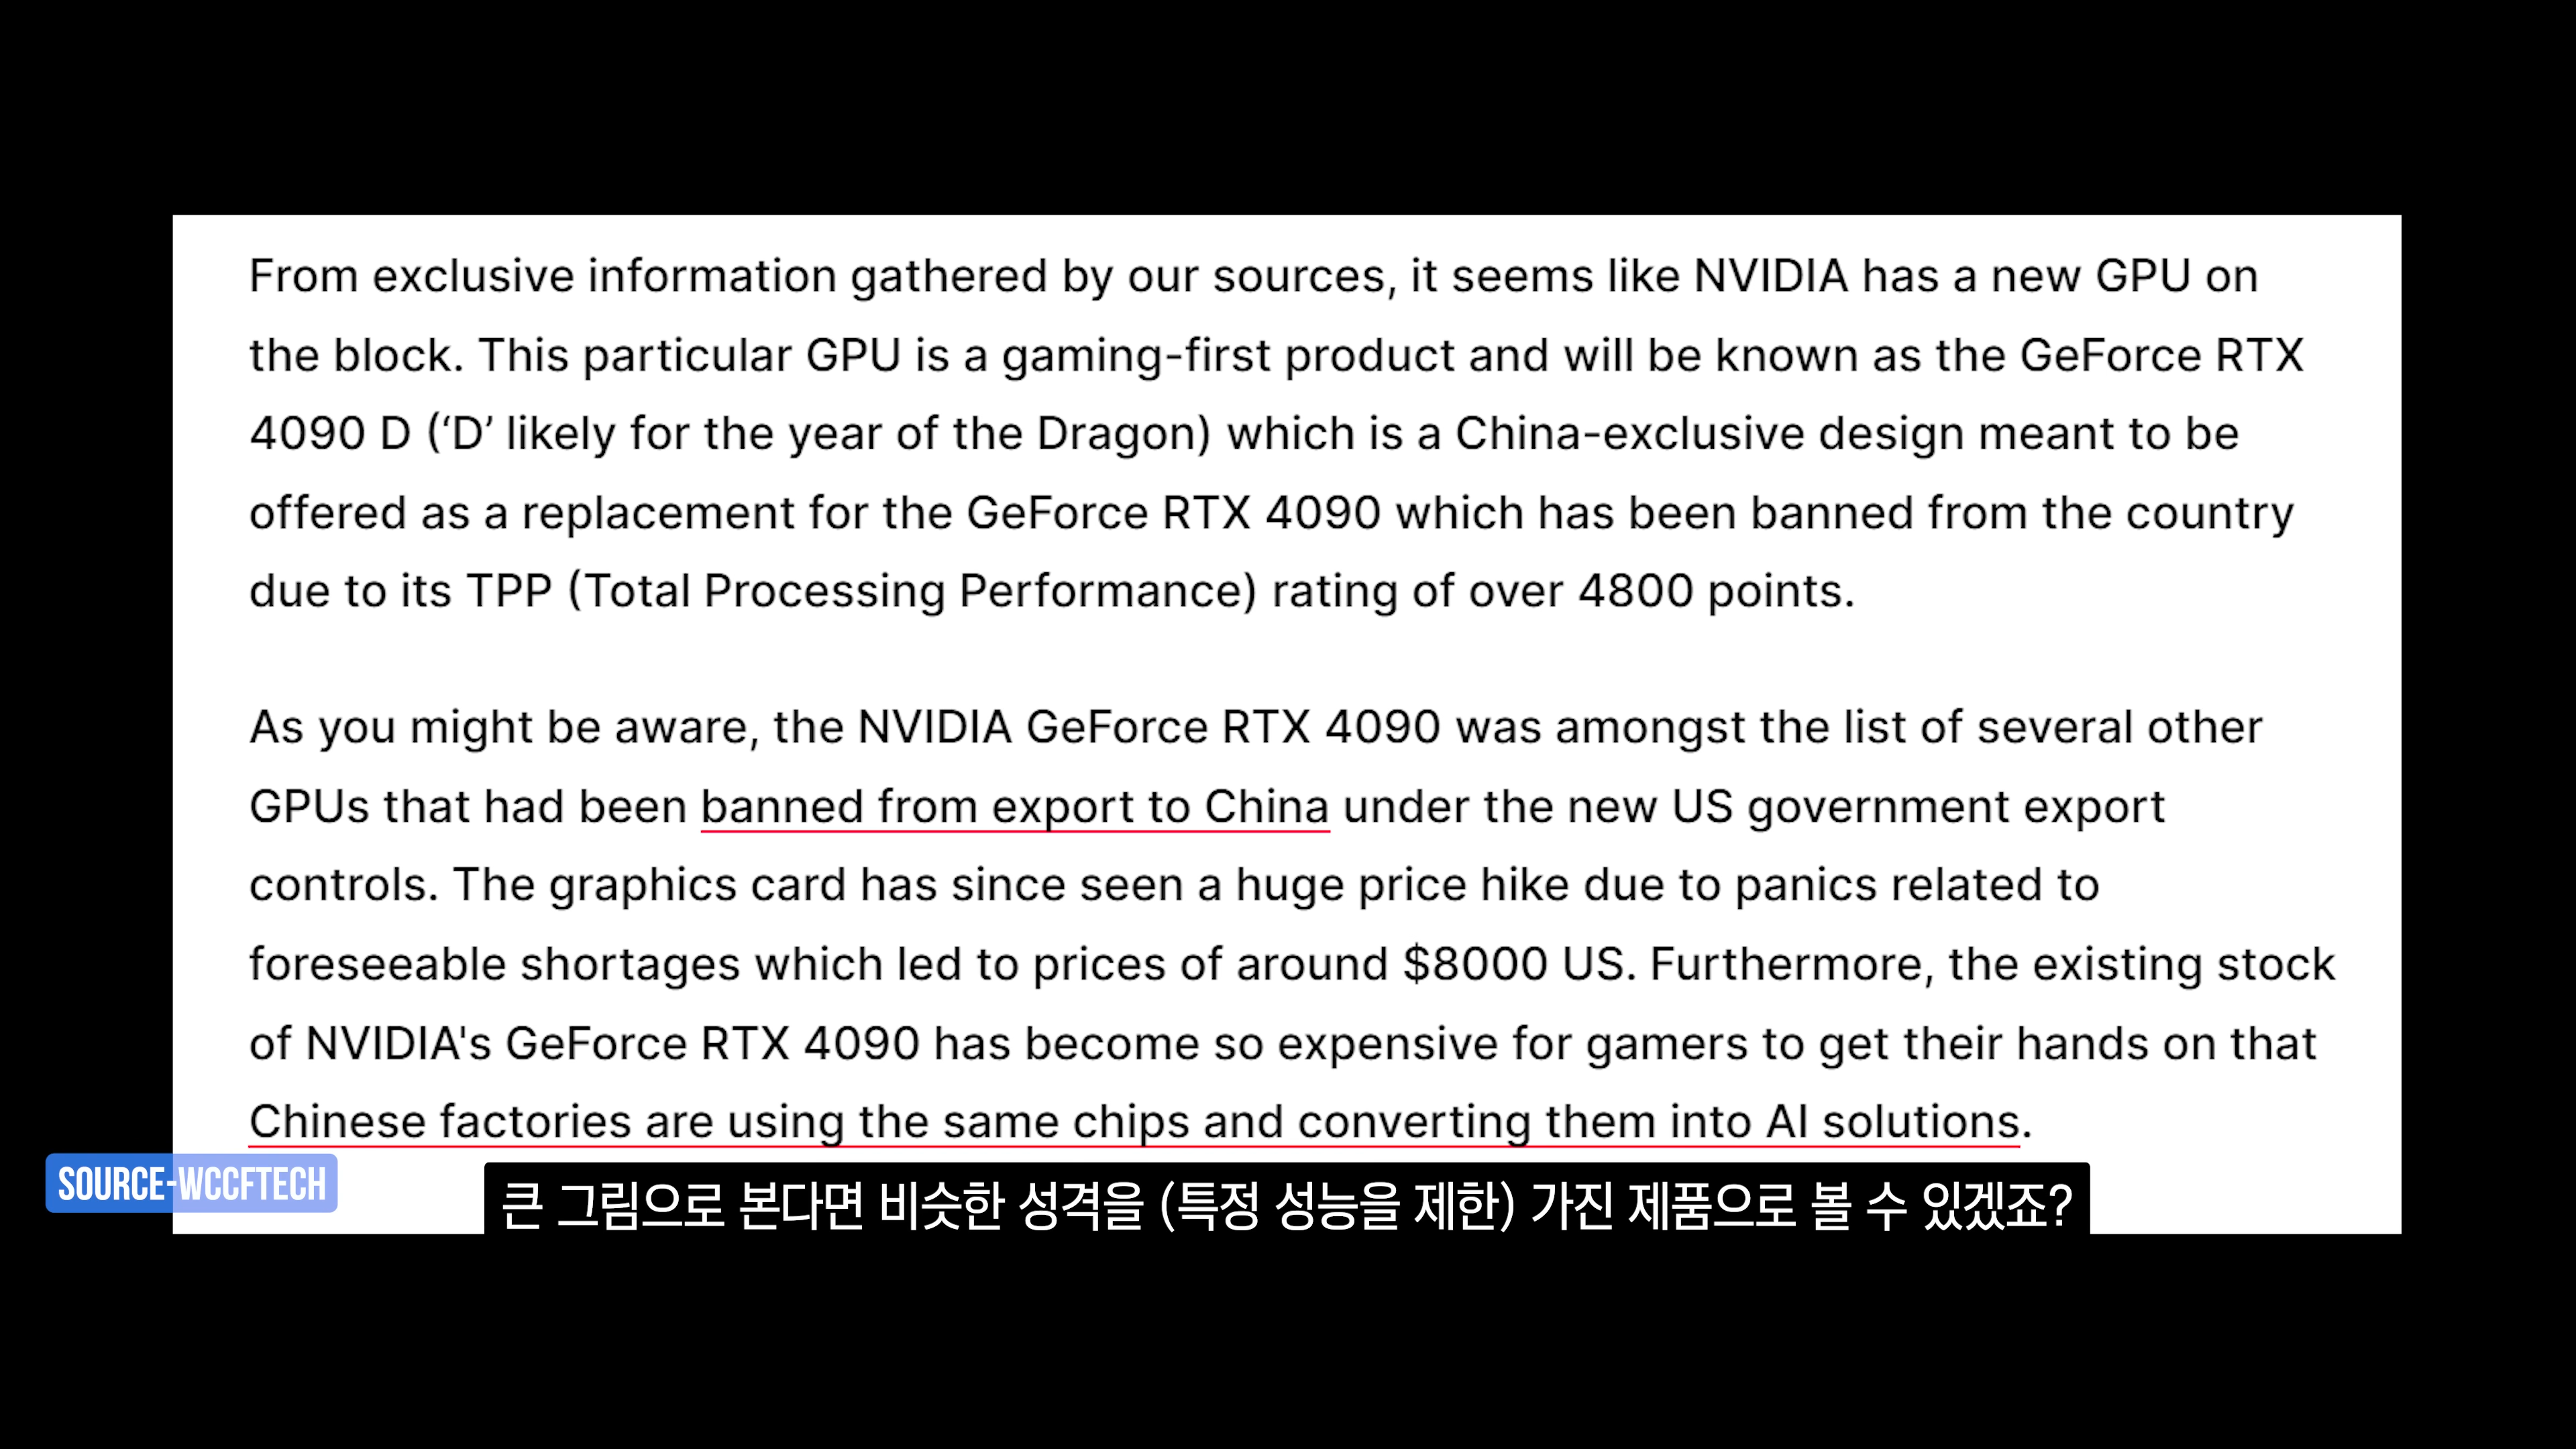 From exclusive information gathered by our sources, it seems like NVIDIA has a new GPU on
the block. This particular GPU is a gaming-first product and will be known as the GeForce RTX
4090 D (‘D’ likely for the year of the Dragon) which is a China-exclusive design meant to be
offered as a replacement for the GeForce RTX 4090 which has been banned from the country
due to its TPP (Total Processing Performance) rating of over 4800 points.
As you might be aware, the NVIDIA GeForce RTX 4090 was amongst the list of several other
GPUs that had been banned from export to China under the new US government export
controls. The graphics card has since seen a huge price hike due to panics related to
foreseeable shortages which led to prices of around $8000 US. Furthermore, the existing stock
of NVIDIA's GeForce RTX 4090 has become so expensive for gamers to get their hands on that
Chinese factories are using the same chips and converting them into AI solutions.
SOURCE-WCCFTECH
큰 그림으로 본다면 비슷한 성격을 (특정 성능을 제한) 가진 제품으로 볼 수 있겠죠?